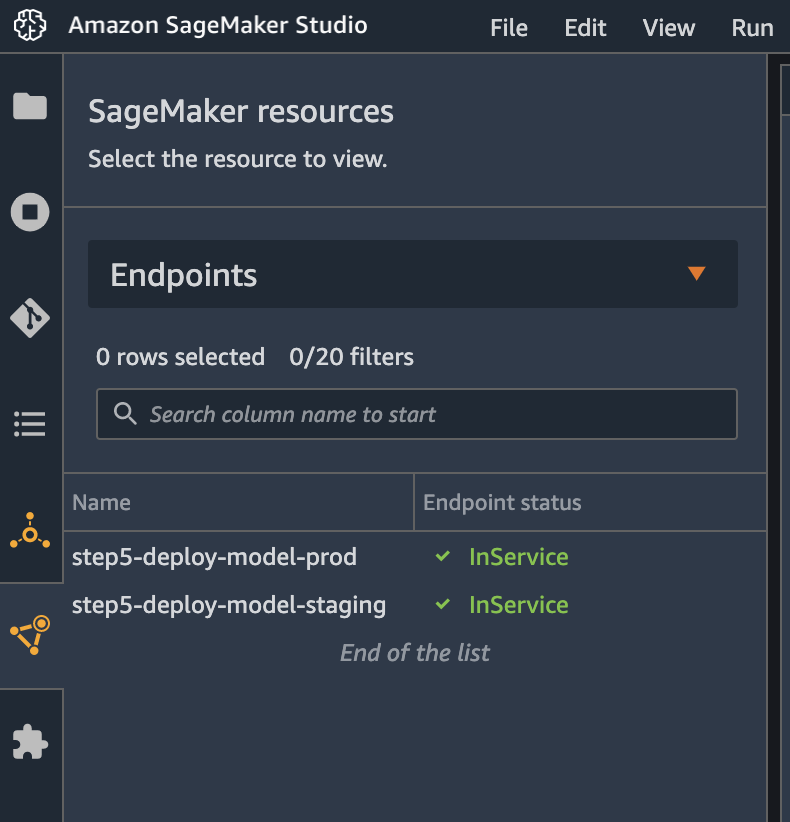 Amazon SageMaker Studio File Edit View Run
SageMaker resources
Select the resource to view.
Endpoints
0 rows selected 0/20 filters
Search column name to start
Name Endpoint status
step5-deploy-model-prod InService
step5-deploy-model-staging InService
End of the list